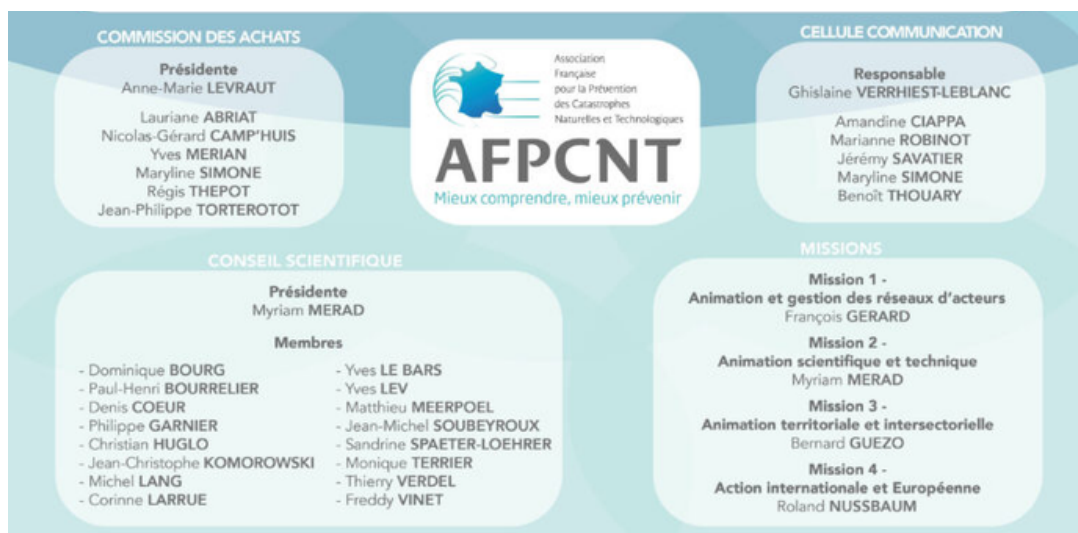 COMMISSION DES ACHATS
Présidente
Anne-Marie LEVRAUT
Lauriane ABRIAT
Nicolas-Gérard CAMP'HUIS
Yves MERIAN
Maryline SIMONE
Régis THEPOT
Jean-Philippe TORTEROTOT
Association
Française
pour la Prévention
des Catastrophes
Naturelles et Technologiques
AFPCNT
Mieux comprendre, mieux prévenir
CELLULE COMMUNICATION
Responsable
Ghislaine VERRHIEST-LEBLANC
Amandine CIAPPA
Marianne ROBINOT
Jérémy SAVATIER
Maryline SIMONE
Benoît THOUARY
CONSEIL SCIENTIFIQUE
Présidente
Myriam MERAD
Membres
- Dominique BOURG
- Paul-Henri BOURRELIER
- Denis COEUR
- Philippe GARNIER
- Christian HUGLO
- Jean-Christophe KOMOROWSKI
- Michel LANG
- Corinne LARRUE
- Yves LE BARS
- Yves LEV
- Matthieu MEERPOEL
- Jean-Michel SOUBEYROUX
- Sandrine SPAETER-LOEHRER
- Monique TERRIER
- Thierry VERDEL
- Freddy VINET
MISSIONS
Mission 1 -
Animation et gestion des réseaux d'acteurs
François GERARD
Mission 2 -
Animation scientifique et technique
Myriam MERAD
Mission 3 -
Animation territoriale et intersectorielle
Bernard GUEZO
Mission 4 -
Action internationale et Européenne
Roland NUSSBAUM